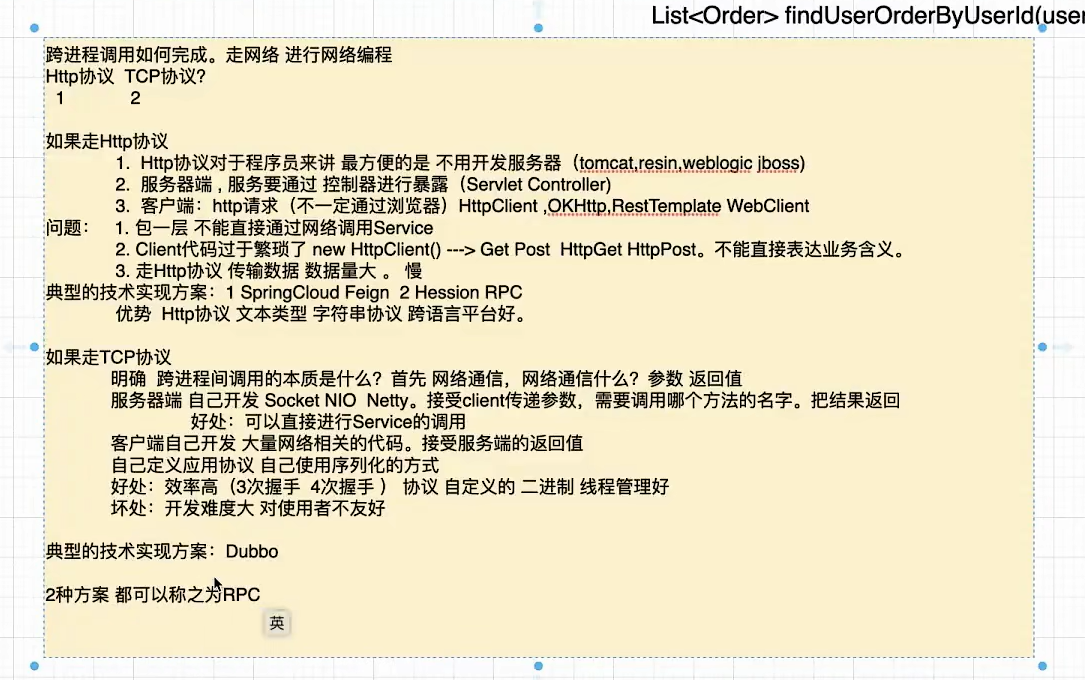 List<Order> findUserOrderByUserId(user
跨进程调用如何完成。走网络 进行网络编程
Http协议 TCP协议?
1 2
如果走Http协议
1. Http协议对于程序员来讲 最方便的是 不用开发服务器（tomcat,resin,weblogic jboss)
2. 服务器端 , 服务要通过 控制器进行暴露（Servlet Controller)
3. 客户端：http请求（不一定通过浏览器）HttpClient ,OKHttp,RestTemplate WebClient
问题： 1. 包一层 不能直接通过网络调用Service
2. Client代码过于繁琐了 new HttpClient() ---> Get Post HttpGet HttpPost。不能直接表达业务含义。
3. 走Http协议 传输数据 数据量大 。 慢
典型的技术实现方案：1 SpringCloud Feign 2 Hession RPC
优势 Http协议 文本类型 字符串协议 跨语言平台好。
如果走TCP协议
明确 跨进程间调用的本质是什么？首先 网络通信，网络通信什么？参数 返回值
服务器端 自己开发 Socket NIO Netty。接受client传递参数，需要调用哪个方法的名字。把结果返回
好处：可以直接进行Service的调用
客户端自己开发 大量网络相关的代码。接受服务端的返回值
自己定义应用协议 自己使用序列化的方式
好处：效率高（3次握手 4次握手 ） 协议 自定义的 二进制 线程管理好
坏处：开发难度大 对使用者不友好
典型的技术实现方案：Dubbo
2种方案 都可以称之为RPC
英